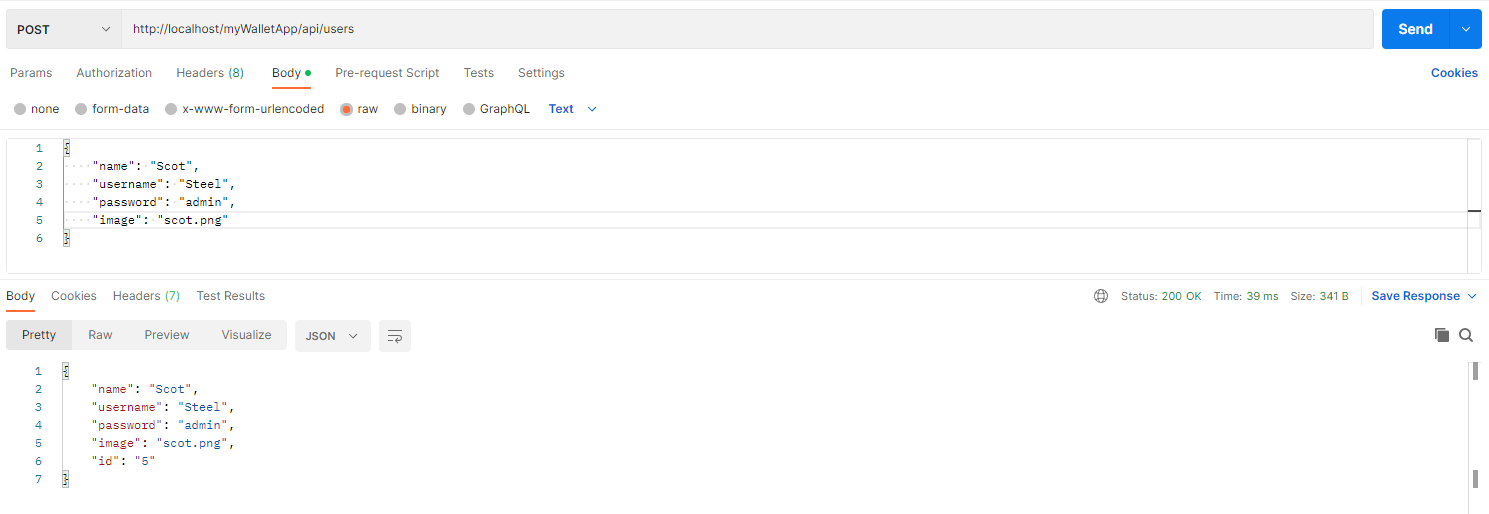 POST http://localhost/myWalletApp/api/users Send
Params Authorization Headers (8) Body Pre-request Script Tests Settings Cookies
none form-data x-www-form-urlencoded raw binary GraphQL Text
1 {
2 "name": "Scot",
3 "username": "Steel",
4 "password": "admin",
5 "image": "scot.png"
6 }
Body Cookies Headers (7) Test Results Status: 200 OK Time: 39 ms Size: 341 B Save Response
Pretty Raw Preview Visualize JSON
1 {
2 "name": "Scot",
3 "username": "Steel",
4 "password": "admin",
5 "image": "scot.png",
6 "id": "5"
7 }